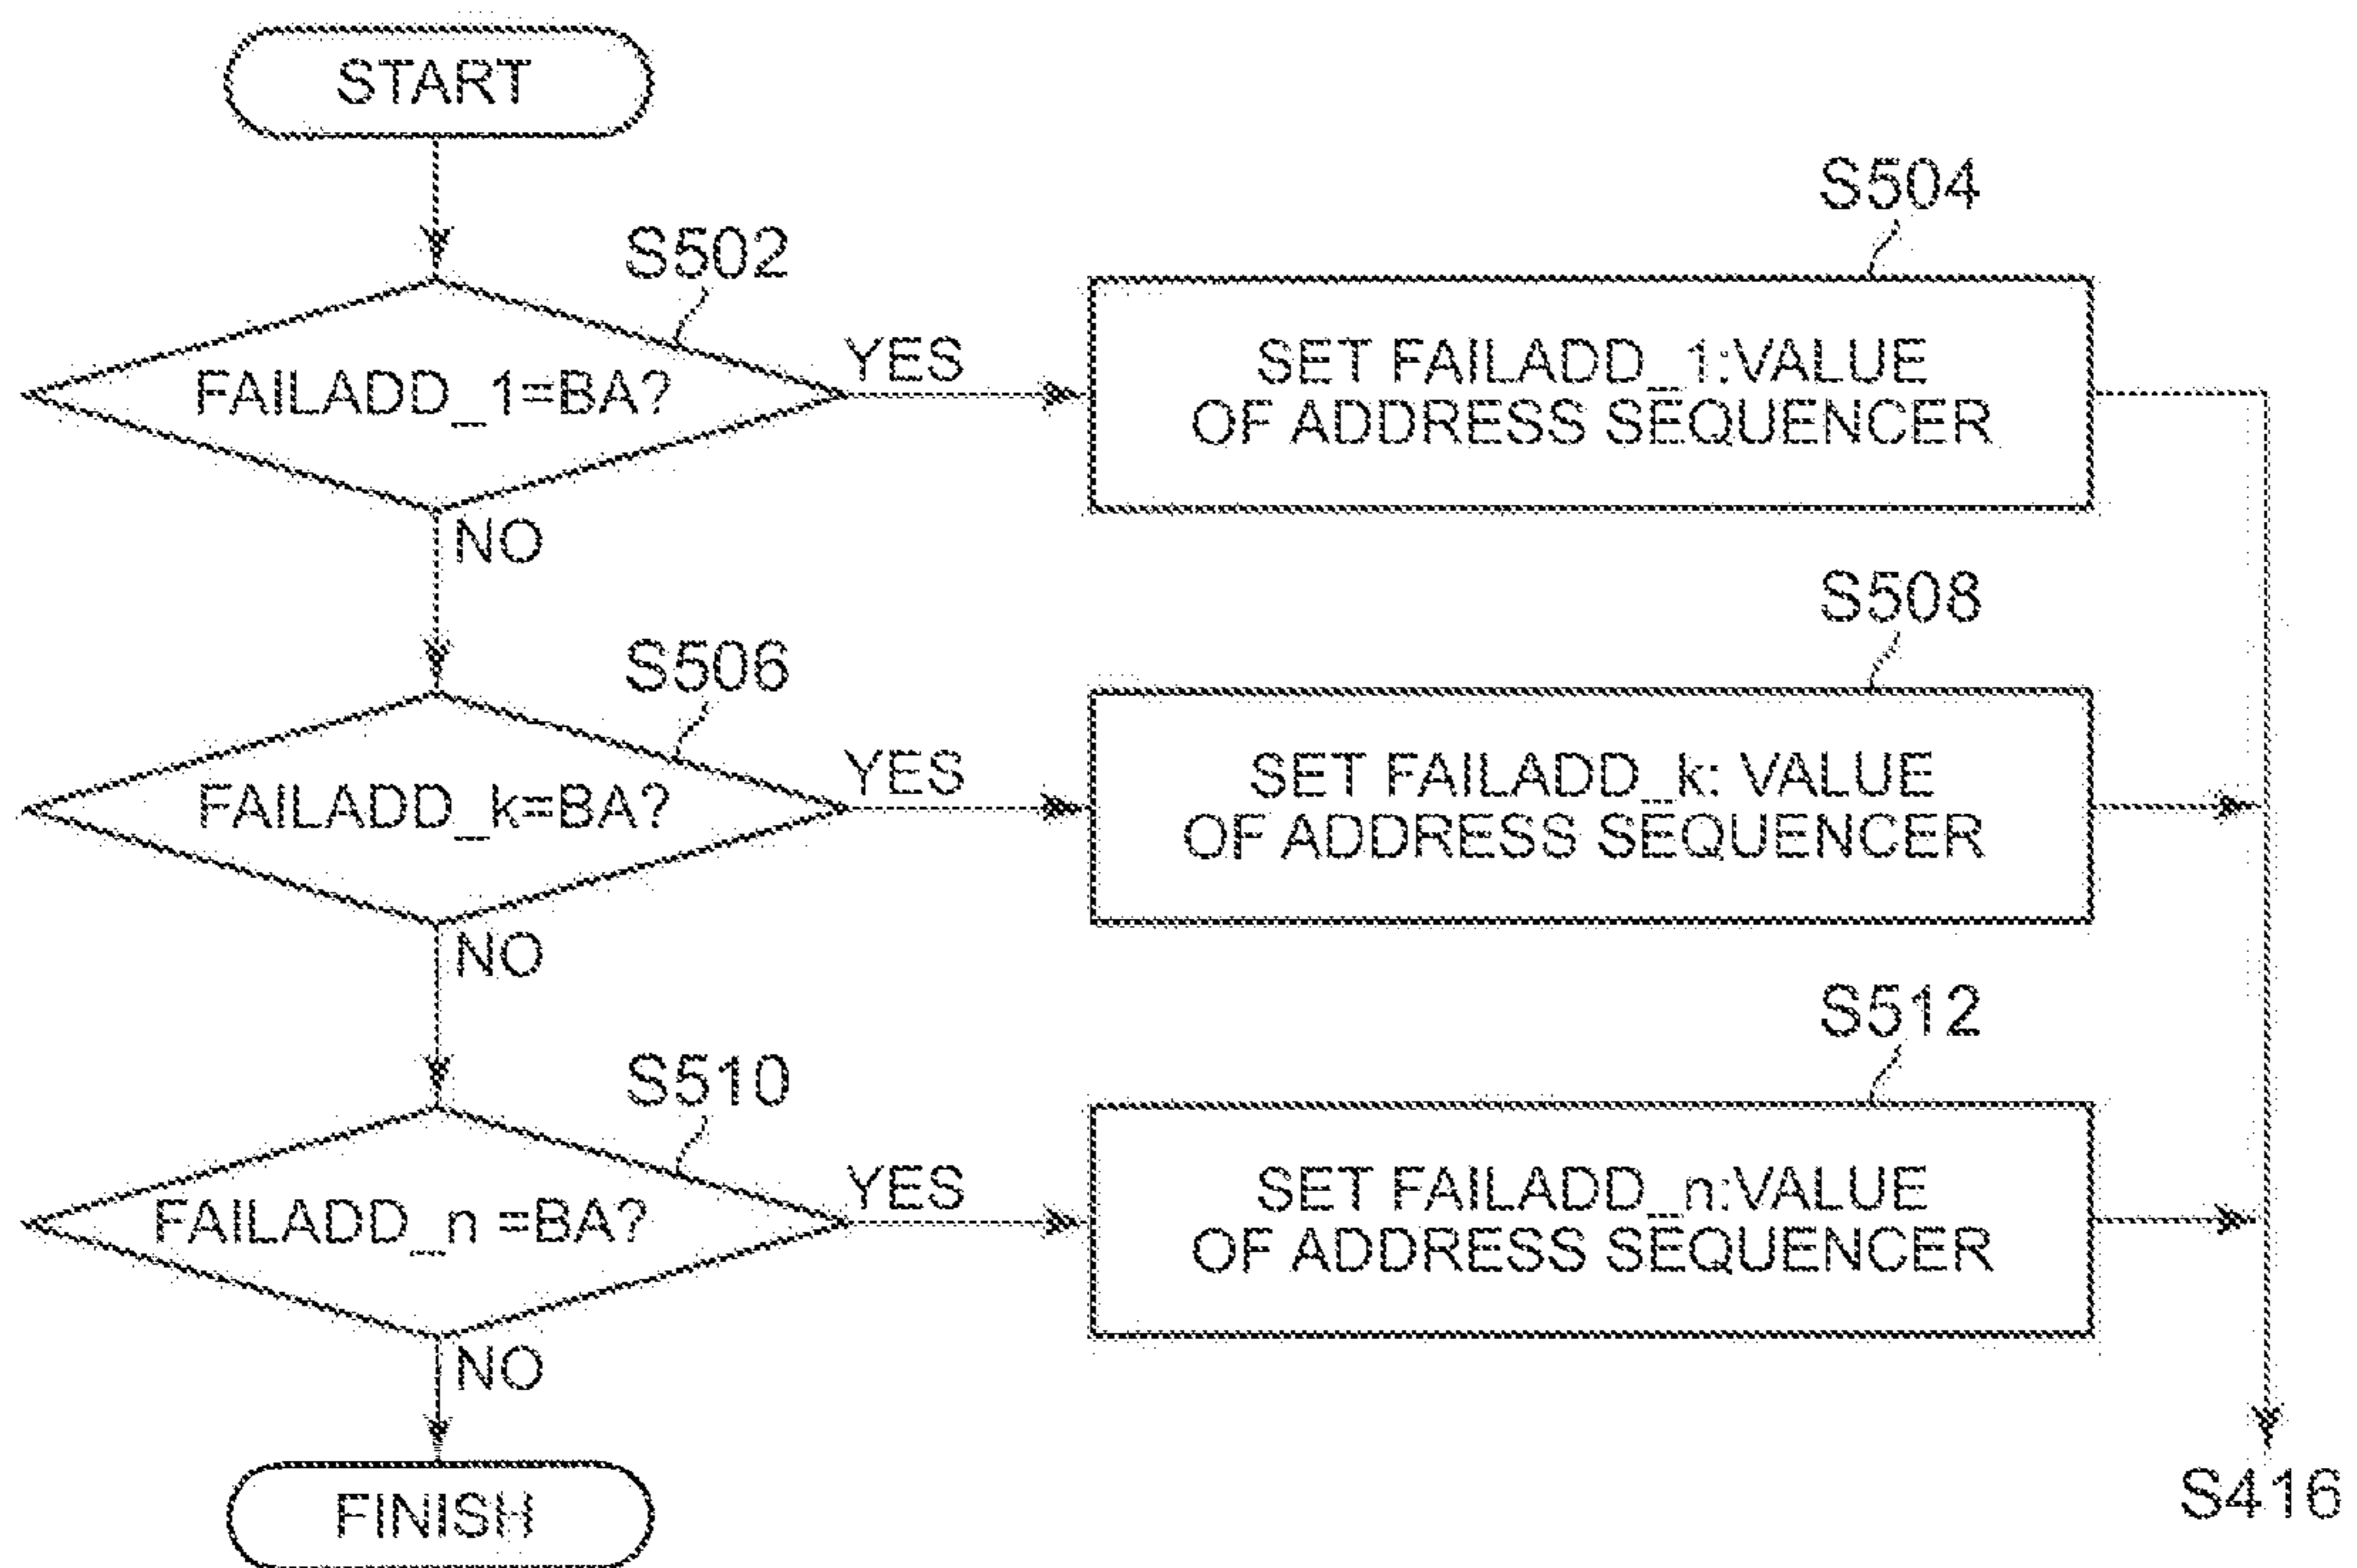 START
S502
FAILADD_1=BA?
YES
NO
S504
SET FAILADD_1:VALUE
OF ADDRESS SEQUENCER
S506
FAILADD_k=BA?
YES
NO
S508
SET FAILADD_k: VALUE
OF ADDRESS SEQUENCER
S510
FAILADD_n =BA?
YES
NO
S512
SET FAILADD_n:VALUE
OF ADDRESS SEQUENCER
FINISH
S416